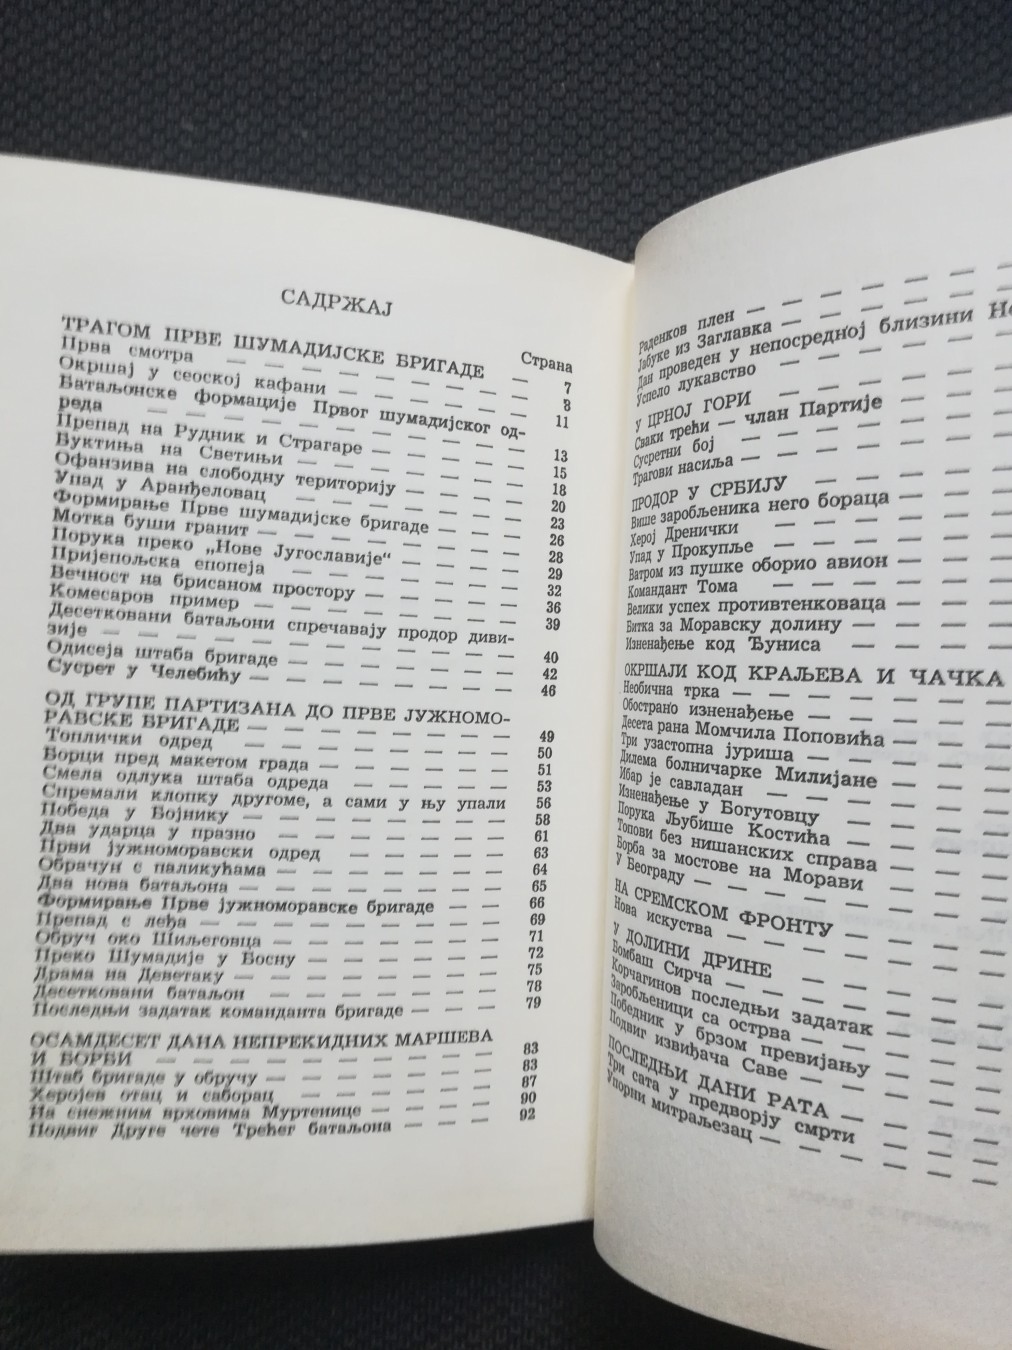 САДРЖАЈ
Страна
ТРАГОМ ПРВЕ ШУМАДИЈСКЕ БРИГАДЕ — 7
Прва смотра — — — — — — — — 8
Окршај у сеоској кафани — — — — — — 11
Батаљонске формације Првог шумадијског од-
реда — — — — — — — — — 13
Препад на Рудник и Страгаре — — — — — 15
Буктиња на Светињи — — — — — — — 18
Офанзива на слободну територију — — — — 20
Упад у Аранђеловац — — — — — — — 23
Формирање Прве шумадијске бригаде — — — 26
Мотка буши гранит — — — — — — — 28
Порука преко „Нове Југославије“ — — — — 29
Пријепољска епопеја — — — — — — — 32
Вечност на брисаном простору — — — — — 36
Комесаров пример — — — — — — — — 39
Десетковани батаљони спречавају продор диви-
зије — — — — — — — — — — — 40
Одисеја штаба бригаде — — — — — — — 42
Сусрет у Челебићу — — — — — — — — 46
ОД ГРУПЕ ПАРТИЗАНА ДО ПРВЕ ЈУЖНОМО-
РАВСКЕ БРИГАДЕ — — — — — — — — 49
Топлички одред — — — — — — — — 50
Борци пред макетом града — — — — — — 51
Смела одлука штаба одреда — — — — — 53
Спремали клопку другоме, а сами у њу упали 56
Победа у Бојнику — — — — — — — — 58
Два ударца у празно — — — — — — — 61
Први јужноморавски одред — — — — — 63
Обрачун с паликућама — — — — — — — 64
Два нова батаљона — — — — — — — — 65
Формирање Прве јужноморавске бригаде — — 66
Препад с леђа — — — — — — — — — 69
Обруч око Шиљеговца — — — — — — — 71
Преко Шумадије у Босну — — — — — — 72
Драма на Деветаку — — — — — — — — 75
Десетковани батаљон — — — — — — — 78
Последњи задатак команданта бригаде — — — 79
ОСАМДЕСЕТ ДАНА НЕПРЕКИДНИХ МАРШЕВА
И БОРБИ — — — — — — — — — — 83
Штаб бригаде у обручу — — — — — — — 83
Херојев отац и саборац — — — — — — — 87
На снежним врховима Муртенице — — — — 90
Подвиг Друге чете Трећег батаљона — — — 92
Раденков плен — — — — — — — — —
Јабуке из Заглавка — — — — — — —
Дан проведен у непосредној близини
Успело лукавство — — — — — — —
У ЦРНОЈ ГОРИ — — — — — — —
Сваки трећи — члан Партије — — — —
Сусретни бој — — — — — — — —
Трагови насиља — — — — — — —
ПРОДОР У СРБИЈУ — — — — — —
Више заробљеника него бораца — — — —
Херој Дренички — — — — — — —
Упад у Прокупље — — — — — — —
Ватром из пушке оборио авион — — — —
Командант Тома — — — — — — —
Велики успех противтенковаца — — — —
Битка за Моравску долину — — — — —
Изненађење код Ђуниса — — — — —
ОКРШАЈИ КОД КРАЉЕВА И ЧАЧКА —
Необична трка — — — — — — — —
Обострано изненађење — — — — — —
Десета рана Момчила Поповића — — — —
Три узастопна јуриша — — — — — —
Дилема болничарке Милијане — — — —
Ибар је савладан — — — — — — —
Изненађење у Богутовцу — — — — —
Порука Љубише Костића — — — — —
Топови без нишанских справа — — — —
Борба за мостове на Морави — — — —
У Београду — — — — — — — — —
НА СРЕМСКОМ ФРОНТУ — — — — —
Нова искуства — — — — — — — —
У ДОЛИНИ ДРИНЕ — — — — — —
Бомбаш Сирча — — — — — — — —
Корчагинов последњи задатак — — — —
Заробљеници са острва — — — — — —
Победник у брзом превијању — — — —
Подвиг извиђача Саве — — — — — —
ПОСЛЕДЊИ ДАНИ РАТА — — — — —
Три сата у предворју смрти — — — —
Упорни митраљезац — — — — — — —